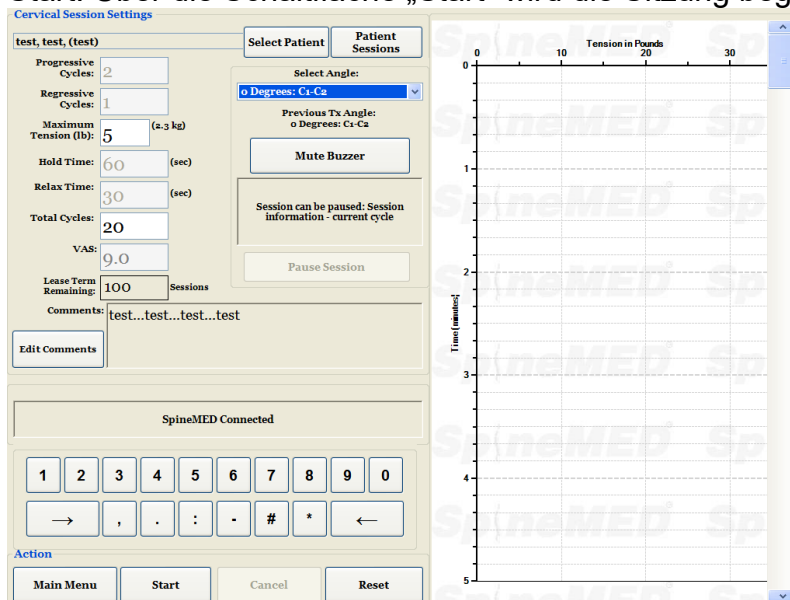 Start: Über die Schaltfläche „Start“ wird die Sitzung beg
Cervical Session Settings
test, test, (test)
Select Patient
Patient Sessions
Progressive Cycles: 2
Regressive Cycles: 1
Maximum Tension (lb): 5 (2.3 kg)
Hold Time: 60 (sec)
Relax Time: 30 (sec)
Total Cycles: 20
VAS: 9.0
Lease Term Remaining: 100 Sessions
Select Angle:
0 Degrees: C1-C2
Previous Tx Angle:
0 Degrees: C1-C2
Mute Buzzer
Session can be paused: Session
information - current cycle
Pause Session
Comments: test...test...test...test
Edit Comments
SpineMED Connected
1 2 3 4 5 6 7 8 9 0
→ , . : - # * ←
Action
Main Menu Start Cancel Reset
Tension in Pounds
0 10 20 30
Time (minutes)
0
1
2
3
4
5
SpineMED